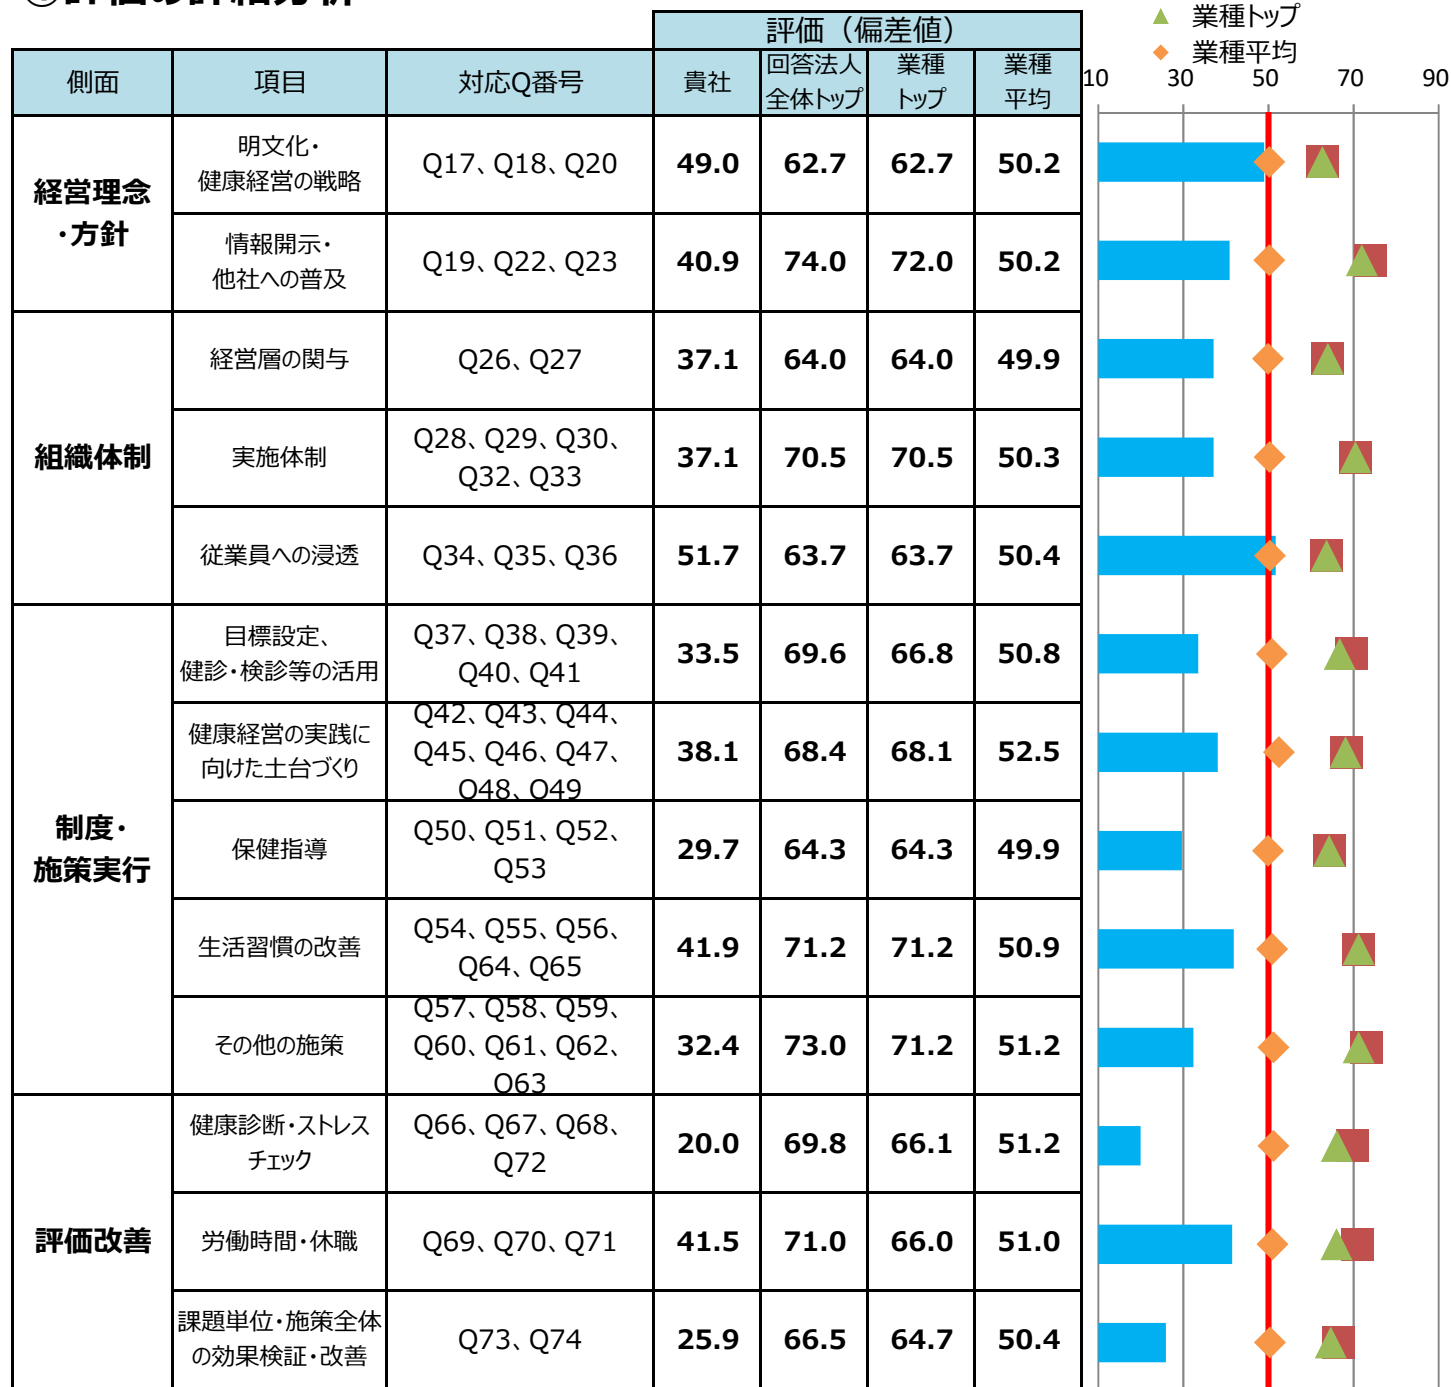 業種トップ
評価（偏差値）
業種平均
側面 項目 対応Q番号 貴社 回答法人 業種 業種
全体トップ トップ 平均
10 30 50 70 90
経営理念
・方針
明文化・
健康経営の戦略
Q17、Q18、Q20 49.0 62.7 62.7 50.2
情報開示・
他社への普及
Q19、Q22、Q23 40.9 74.0 72.0 50.2
組織体制
経営層の関与 Q26、Q27 37.1 64.0 64.0 49.9
実施体制
Q28、Q29、Q30、
Q32、Q33
37.1 70.5 70.5 50.3
従業員への浸透 Q34、Q35、Q36 51.7 63.7 63.7 50.4
制度・
施策実行
目標設定、
健診・検診等の活用
Q37、Q38、Q39、
Q40、Q41
33.5 69.6 66.8 50.8
健康経営の実践に
向けた土台づくり
Q42、Q43、Q44、
Q45、Q46、Q47、
Q48、Q49
38.1 68.4 68.1 52.5
保健指導
Q50、Q51、Q52、
Q53
29.7 64.3 64.3 49.9
生活習慣の改善
Q54、Q55、Q56、
Q64、Q65
41.9 71.2 71.2 50.9
その他の施策
Q57、Q58、Q59、
Q60、Q61、Q62、
Q63
32.4 73.0 71.2 51.2
評価改善
健康診断・ストレス
チェック
Q66、Q67、Q68、
Q72
20.0 69.8 66.1 51.2
労働時間・休職 Q69、Q70、Q71 41.5 71.0 66.0 51.0
課題単位・施策全体
の効果検証・改善
Q73、Q74 25.9 66.5 64.7 50.4